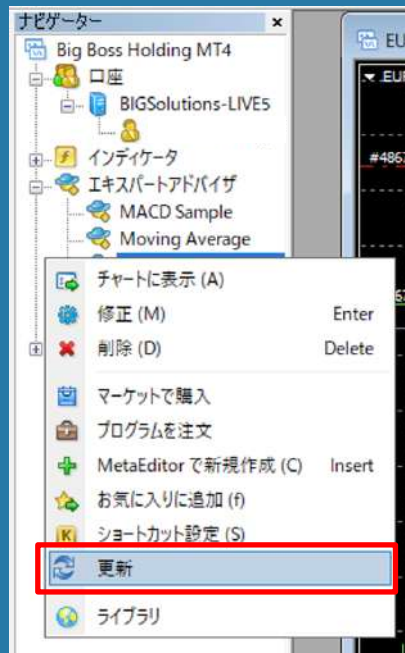 ナビゲーター
×
Big Boss Holding MT4
口座
BIGSolutions-LIVE5
インディケータ
エキスパートアドバイザ
MACD Sample
Moving Average
チャートに表示 (A)
修正 (M) Enter
削除 (D) Delete
マーケットで購入
プログラムを注文
MetaEditor で新規作成 (C) Insert
お気に入りに追加 (f)
ショートカット設定 (S)
更新
ライブラリ